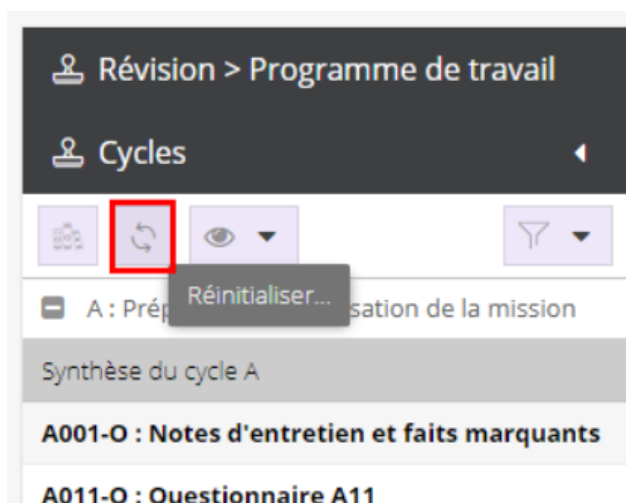 Révision > Programme de travail
Cycles
Réinitialiser...
A : Prép sation de la mission
Synthèse du cycle A
A001-O : Notes d'entretien et faits marquants
A011-O : Questionnaire A11